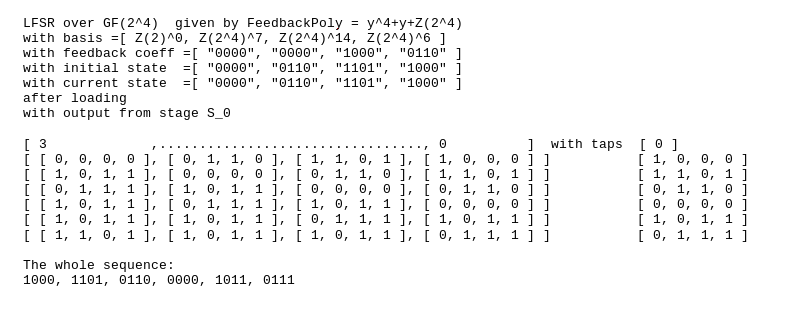 LFSR over GF(2^4)  given by FeedbackPoly = y^4+y+Z(2^4)
with basis =[ Z(2)^0, Z(2^4)^7, Z(2^4)^14, Z(2^4)^6 ]
with feedback coeff =[ "0000", "0000", "1000", "0110" ]
with initial state  =[ "0000", "0110", "1101", "1000" ]
with current state  =[ "0000", "0110", "1101", "1000" ]
after loading
with output from stage S_0
[ 3             ,................................., 0          ]  with taps  [ 0 ]
[ [ 0, 0, 0, 0 ], [ 0, 1, 1, 0 ], [ 1, 1, 0, 1 ], [ 1, 0, 0, 0 ] ]           [ 1, 0, 0, 0 ]
[ [ 1, 0, 1, 1 ], [ 0, 0, 0, 0 ], [ 0, 1, 1, 0 ], [ 1, 1, 0, 1 ] ]           [ 1, 1, 0, 1 ]
[ [ 0, 1, 1, 1 ], [ 1, 0, 1, 1 ], [ 0, 0, 0, 0 ], [ 0, 1, 1, 0 ] ]           [ 0, 1, 1, 0 ]
[ [ 1, 0, 1, 1 ], [ 0, 1, 1, 1 ], [ 1, 0, 1, 1 ], [ 0, 0, 0, 0 ] ]           [ 0, 0, 0, 0 ]
[ [ 1, 0, 1, 1 ], [ 1, 0, 1, 1 ], [ 0, 1, 1, 1 ], [ 1, 0, 1, 1 ] ]           [ 1, 0, 1, 1 ]
[ [ 1, 1, 0, 1 ], [ 1, 0, 1, 1 ], [ 1, 0, 1, 1 ], [ 0, 1, 1, 1 ] ]           [ 0, 1, 1, 1 ]
The whole sequence:
1000, 1101, 0110, 0000, 1011, 0111